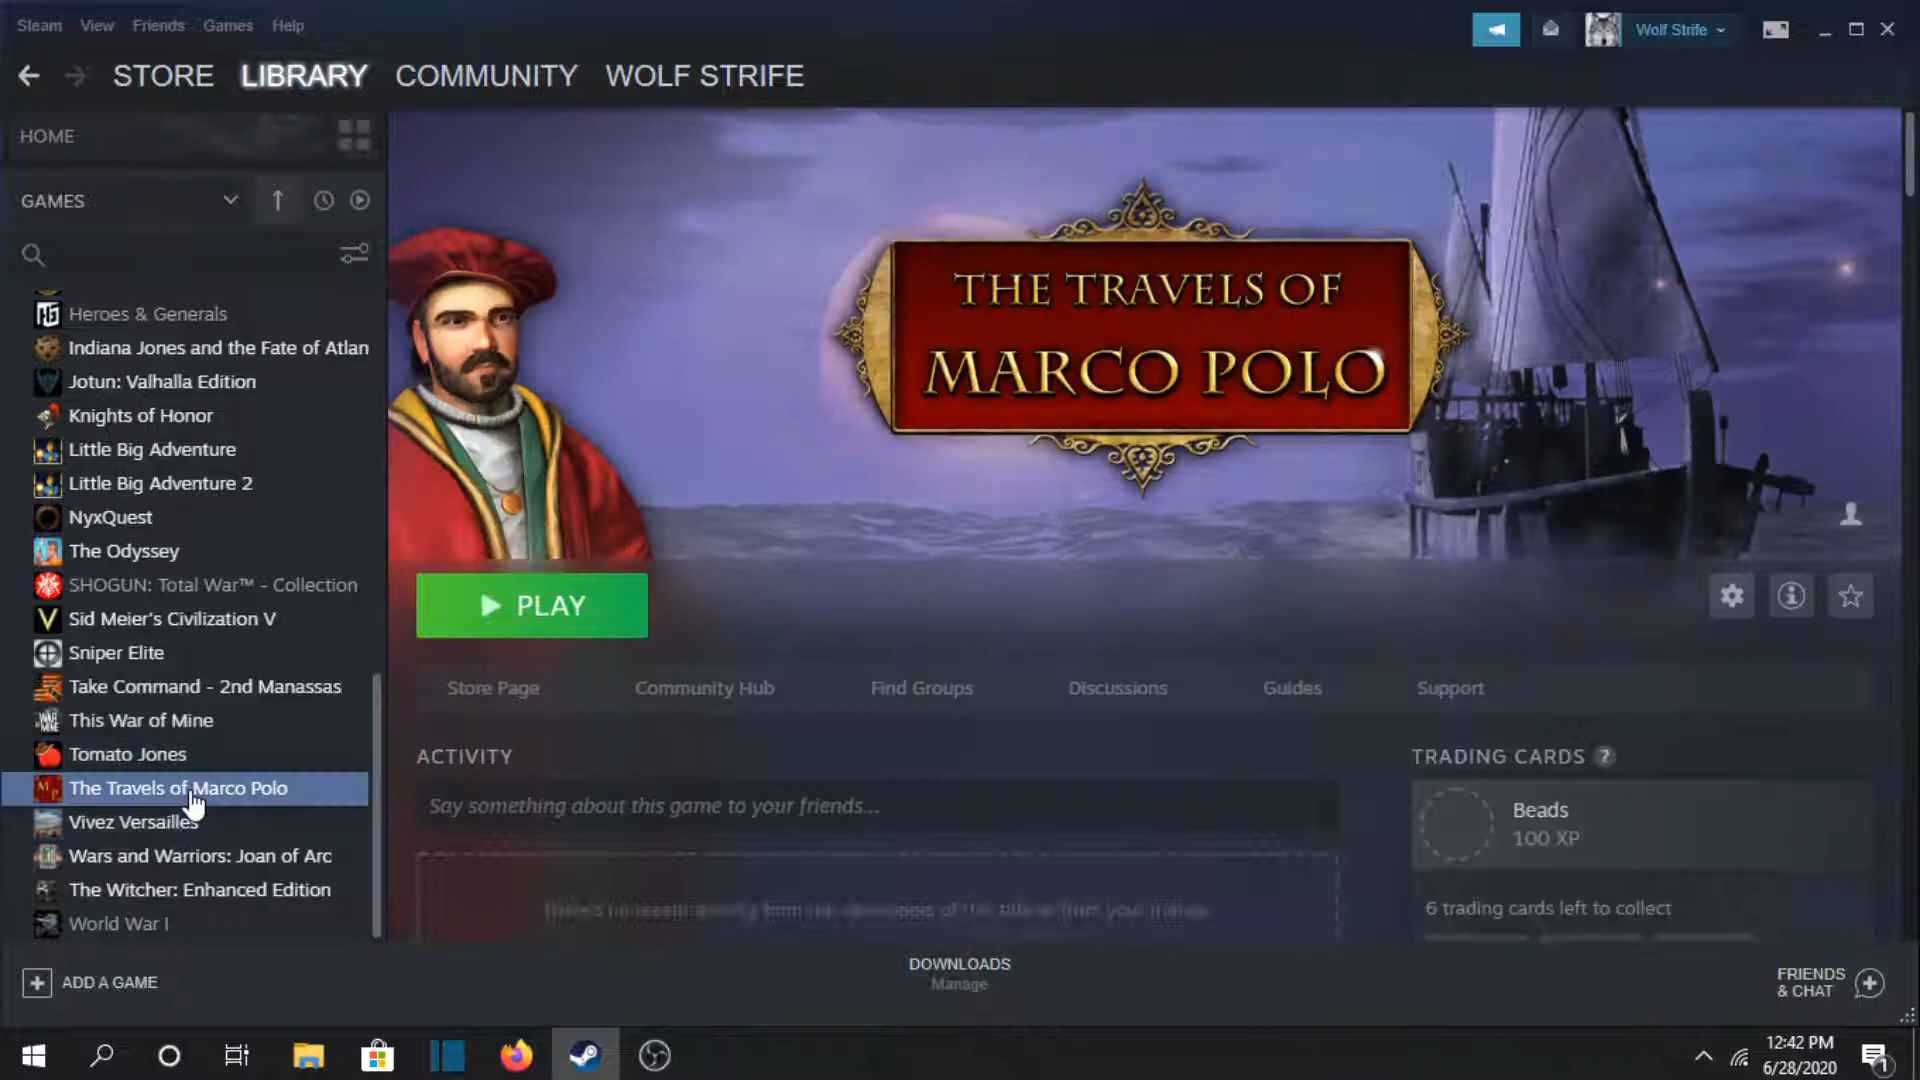 Steam View Friends Games Help
Wolf Strife
STORE LIBRARY COMMUNITY WOLF STRIFE
HOME
GAMES
Heroes & Generals
Indiana Jones and the Fate of Atlan
Jotun: Valhalla Edition
Knights of Honor
Little Big Adventure
Little Big Adventure 2
NyxQuest
The Odyssey
SHOGUN: Total War™ - Collection
Sid Meier's Civilization V
Sniper Elite
Take Command - 2nd Manassas
This War of Mine
Tomato Jones
The Travels of Marco Polo
Vivez Versailles
Wars and Warriors: Joan of Arc
The Witcher: Enhanced Edition
World War I
ADD A GAME
THE TRAVELS OF
MARCO POLO
PLAY
Store Page Community Hub Find Groups Discussions Guides Support
ACTIVITY
Say something about this game to your friends...
TRADING CARDS ?
Beads
100 XP
6 trading cards left to collect
DOWNLOADS
Manage
FRIENDS
& CHAT
12:42 PM
6/28/2020
1